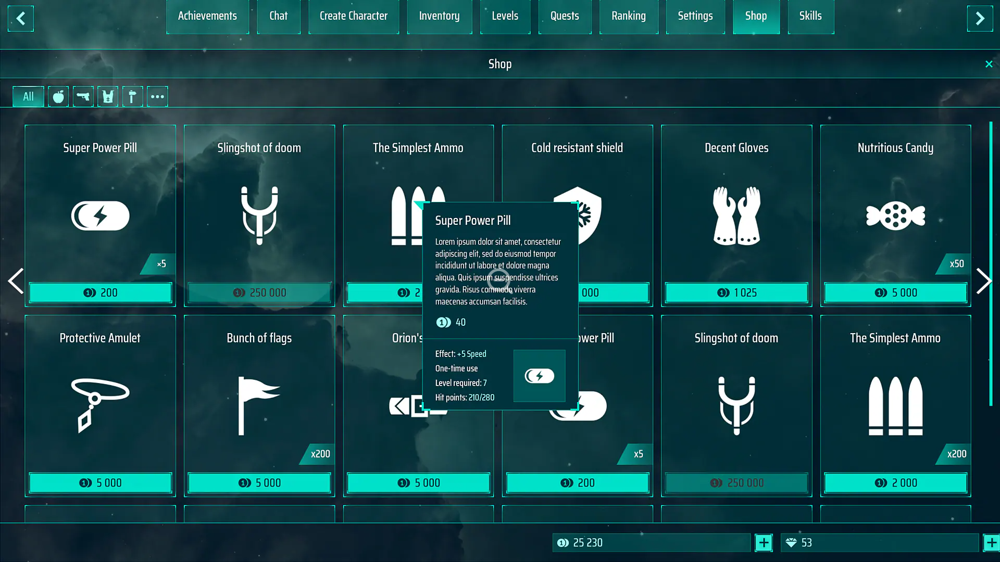 Achievements
Chat
Create Character
Inventory
Levels
Quests
Ranking
Settings
Shop
Skills
Shop
All
Super Power Pill
Slingshot of doom
The Simplest Ammo
Cold resistant shield
Decent Gloves
Nutritious Candy
×5
x50
200
250 000
2
000
1 025
5 000
Super Power Pill
Lorem ipsum dolor sit amet, consectetur
adipiscing elit, sed do eiusmod tempor
incididunt ut labore et dolore magna
aliqua. Quis ipsum suspendisse ultrices
gravida. Risus commodo viverra
maecenas accumsan facilisis.
40
Effect: +5 Speed
One-time use
Level required: 7
Hit points: 210/280
Protective Amulet
Bunch of flags
Orion's
ower Pill
Slingshot of doom
The Simplest Ammo
x200
x5
x200
5 000
5 000
5 000
200
250 000
2 000
25 230
53